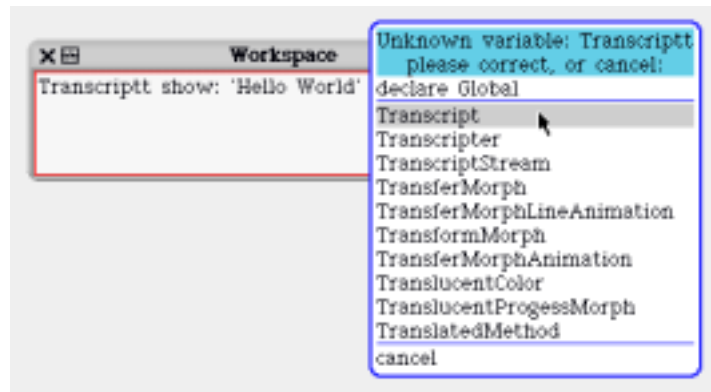 Workspace
Transcriptt show: 'Hello World'
Unknown variable: Transcriptt
please correct, or cancel:
declare Global
Transcript
Transcripter
TranscriptStream
TransferMorph
TransferMorphLineAnimation
TransformMorph
TransferMorphAnimation
TranslucentColor
TranslucentProgessMorph
TranslatedMethod
cancel